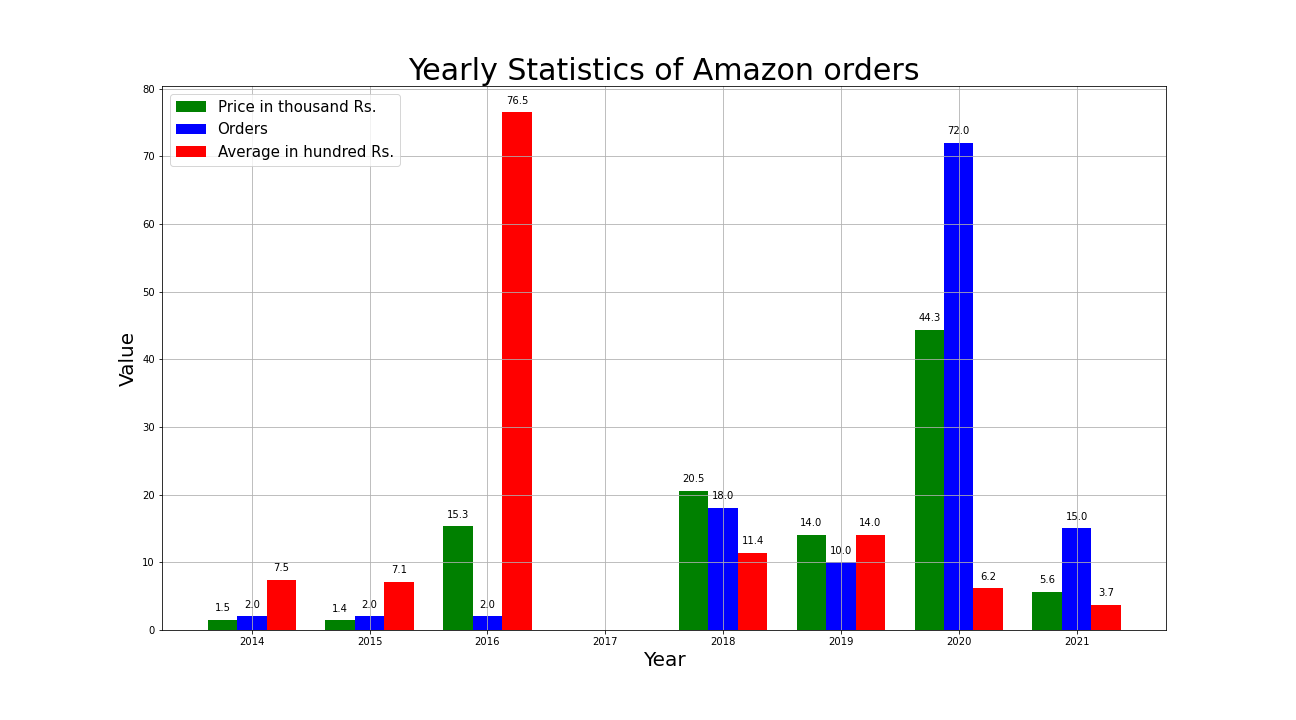 Yearly Statistics of Amazon orders
Price in thousand Rs.
Orders
Average in hundred Rs.
Value
80
70
60
50
40
30
20
10
0
1.5 2.0 7.5
1.4 2.0 7.1
15.3 2.0 76.5
20.5 18.0 11.4
14.0 10.0 14.0
44.3 72.0 6.2
5.6 15.0 3.7
2014 2015 2016 2017 2018 2019 2020 2021
Year